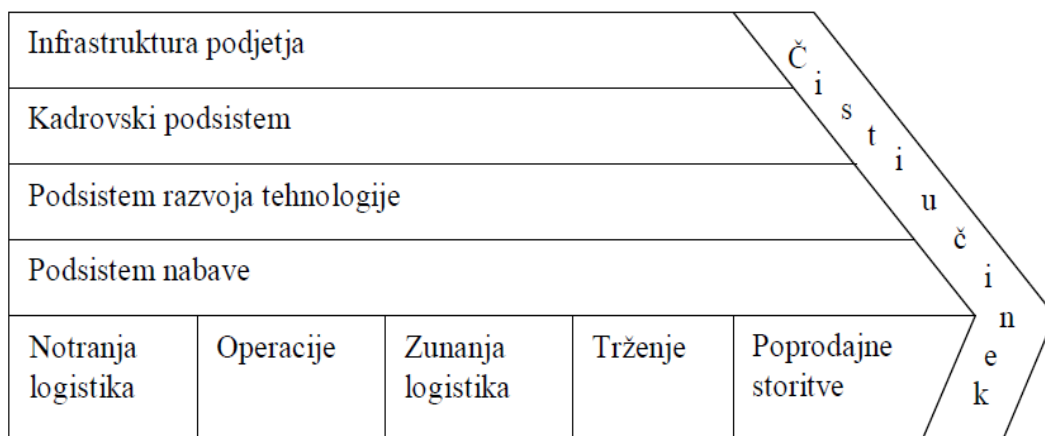 Infrastruktura podjetja
Kadrovski podsistem
Podsistem razvoja tehnologije
Podsistem nabave
Notranja
logistika
Operacije
Zunanja
logistika
Trženje
Poprodajne
storitve
Čisti učinek